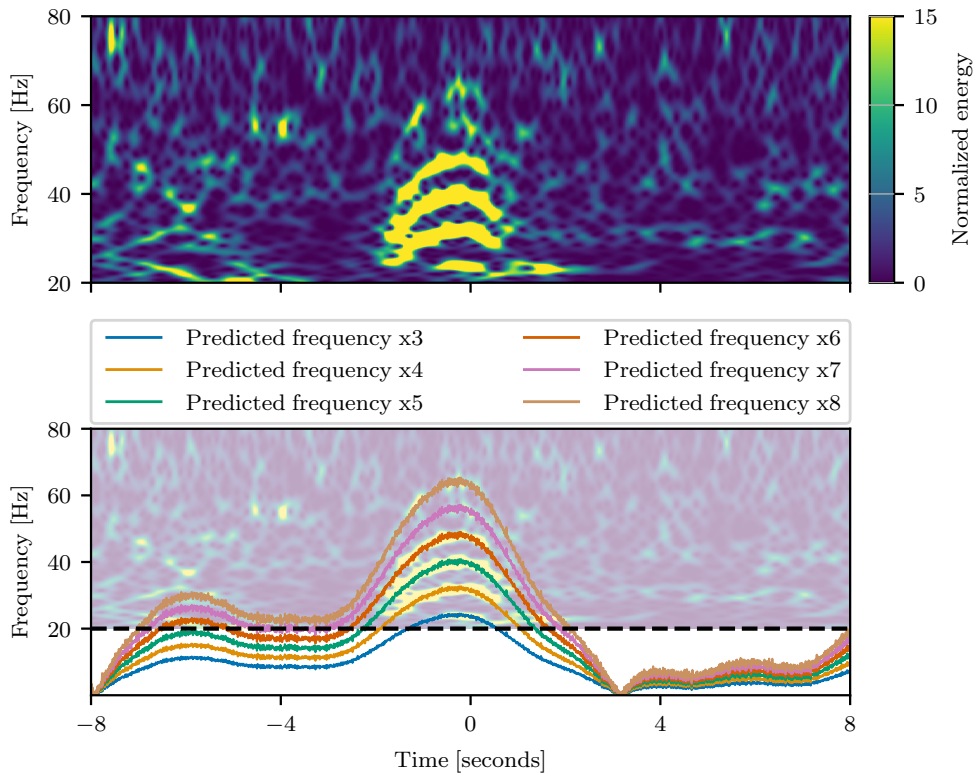 80
60
40
20
Frequency [Hz]
15
10
5
0
Normalized energy
Predicted frequency x3
Predicted frequency x4
Predicted frequency x5
Predicted frequency x6
Predicted frequency x7
Predicted frequency x8
80
60
40
20
Frequency [Hz]
−8
−4
0
4
8
Time [seconds]